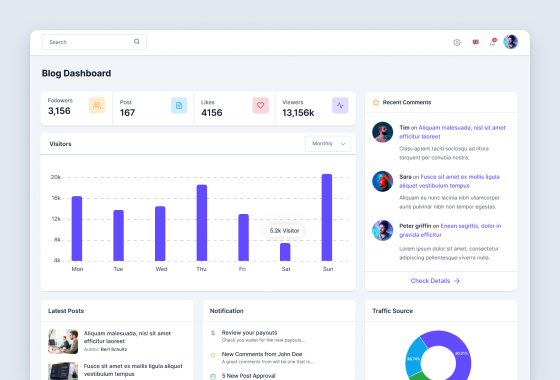 Search
Blog Dashboard
Followers
3,156
Post
167
Likes
4156
Viewers
13,156k
Recent Comments
Tim on Aliquam malesuada, nisi sit amet
efficitur laoreet
Class aptent taciti sociosqu ad litora
torquent per conubia nostra.
Sara on Fusce sit amet ex mollis ligula
aliquet vestibulum tempus
Aliquam eu nunc lacinia nibh ullamcorper
auris pulvinar nibh non tempor egestas.
Peter griffin on Enean sagittis, dolor in
gravida efficitur
Lorem ipsum dolor sit amet, consectetur
adipiscing pellentesque viverra nulla.
Check Details
Visitors
Monthly
20k
16k
12k
8k
4k
5.2k Visitor
Mon
Tue
Wed
Thu
Fri
Sat
Sun
Latest Posts
Aliquam malesuada, nisi sit amet
efficitur laoreet
Author: Bert Schultz
Fusce sit amet ex mollis ligula
aliquet vestibulum tempus
Notification
Review your payouts
Check you wallet for the new payouts...
New Comments from John Doe
A great comments from will be one that is...
5 New Post Approval
Traffic Source